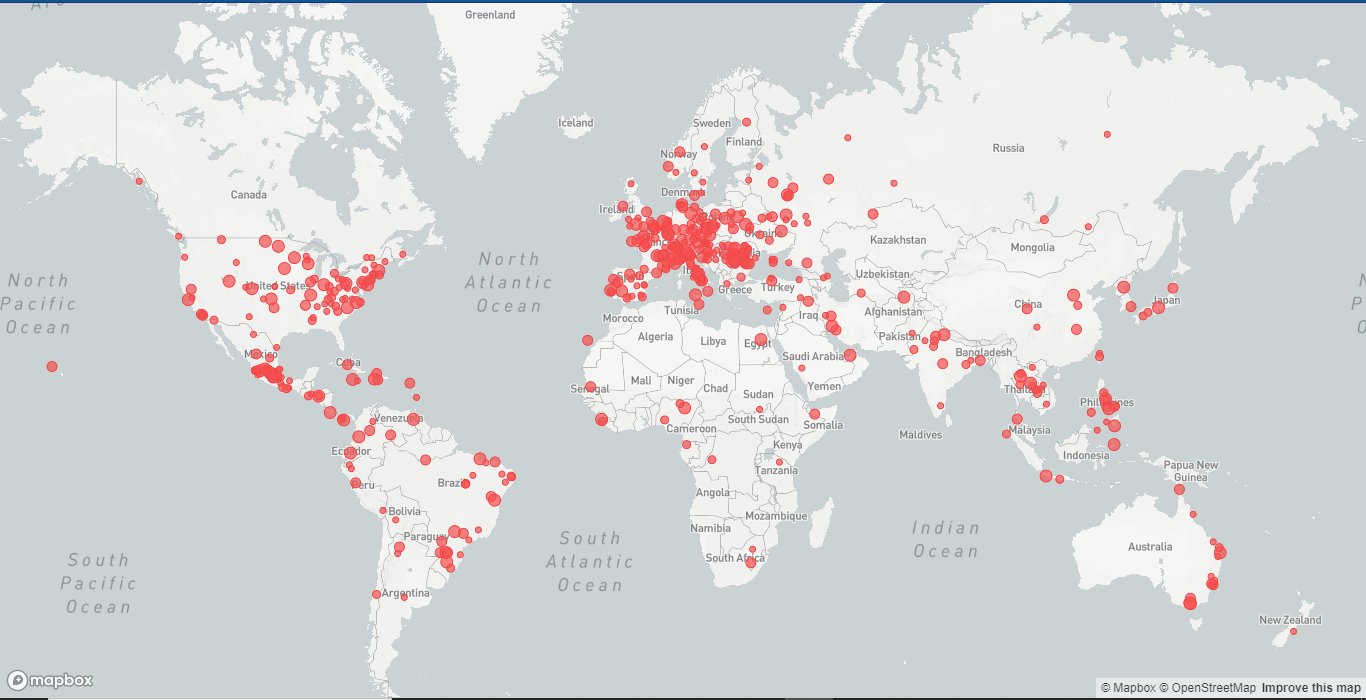 Greenland
Iceland
Sweden
Finland
Norway
Russia
Canada
Denmark
Ireland
Ukraine
Kazakhstan
Mongolia
North
Pacific
Ocean
North
Atlantic
Ocean
United States
Greece
Turkey
Uzbekistan
China
Japan
Morocco
Tunisia
Iraq
Afghanistan
Algeria
Libya
Egypt
Pakistan
Mexico
Cuba
Saudi Arabia
Bangladesh
Senegal
Mali
Niger
Chad
Sudan
Yemen
Thailand
Philippines
Venezuela
Cameroon
South Sudan
Somalia
Maldives
Malaysia
Ecuador
Kenya
Tanzania
Indonesia
Papua New
Guinea
Peru
Brazil
Angola
Bolivia
Mozambique
Namibia
Paraguay
South
Atlantic
Ocean
Indian
Ocean
South Africa
Australia
South
Pacific
Ocean
Argentina
New Zealand
mapbox
© Mapbox © OpenStreetMap Improve this map